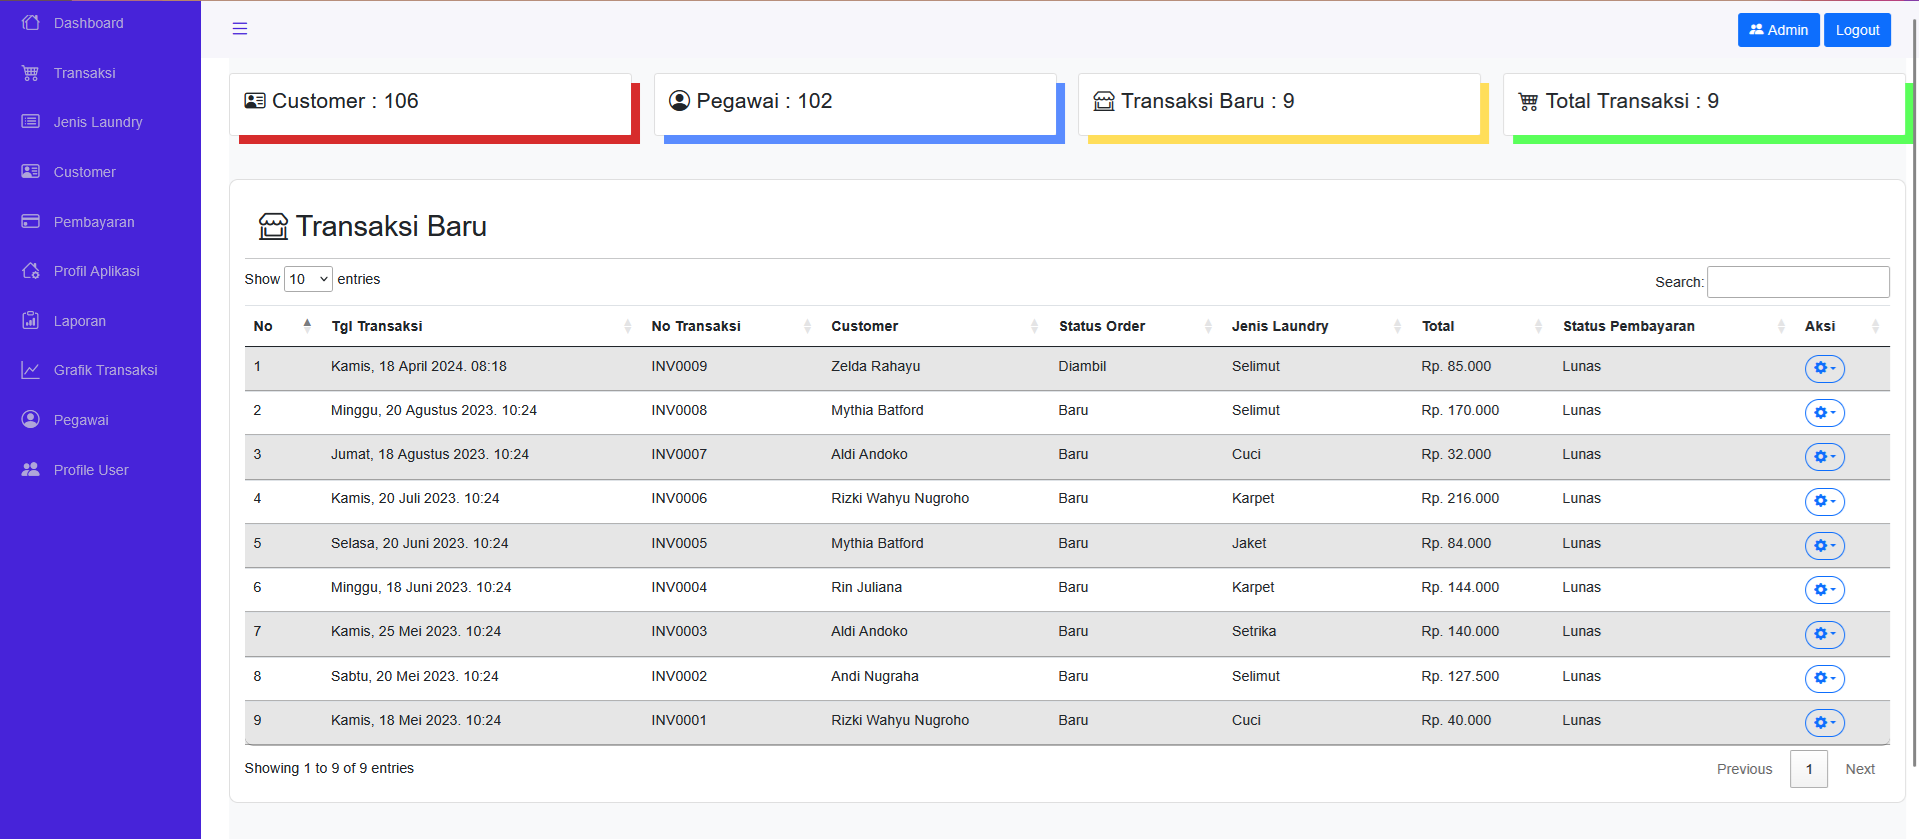 Dashboard
Transaksi
Jenis Laundry
Customer
Pembayaran
Profil Aplikasi
Laporan
Grafik Transaksi
Pegawai
Profile User
Admin Logout
Customer : 106
Pegawai : 102
Transaksi Baru : 9
Total Transaksi : 9
Transaksi Baru
Show 10 entries
Search:
No Tgl Transaksi No Transaksi Customer Status Order Jenis Laundry Total Status Pembayaran Aksi
1 Kamis, 18 April 2024. 08:18 INV0009 Zelda Rahayu Diambil Selimut Rp. 85.000 Lunas
2 Minggu, 20 Agustus 2023. 10:24 INV0008 Mythia Batford Baru Selimut Rp. 170.000 Lunas
3 Jumat, 18 Agustus 2023. 10:24 INV0007 Aldi Andoko Baru Cuci Rp. 32.000 Lunas
4 Kamis, 20 Juli 2023. 10:24 INV0006 Rizki Wahyu Nugroho Baru Karpet Rp. 216.000 Lunas
5 Selasa, 20 Juni 2023. 10:24 INV0005 Mythia Batford Baru Jaket Rp. 84.000 Lunas
6 Minggu, 18 Juni 2023. 10:24 INV0004 Rin Juliana Baru Karpet Rp. 144.000 Lunas
7 Kamis, 25 Mei 2023. 10:24 INV0003 Aldi Andoko Baru Setrika Rp. 140.000 Lunas
8 Sabtu, 20 Mei 2023. 10:24 INV0002 Andi Nugraha Baru Selimut Rp. 127.500 Lunas
9 Kamis, 18 Mei 2023. 10:24 INV0001 Rizki Wahyu Nugroho Baru Cuci Rp. 40.000 Lunas
Showing 1 to 9 of 9 entries
Previous 1 Next